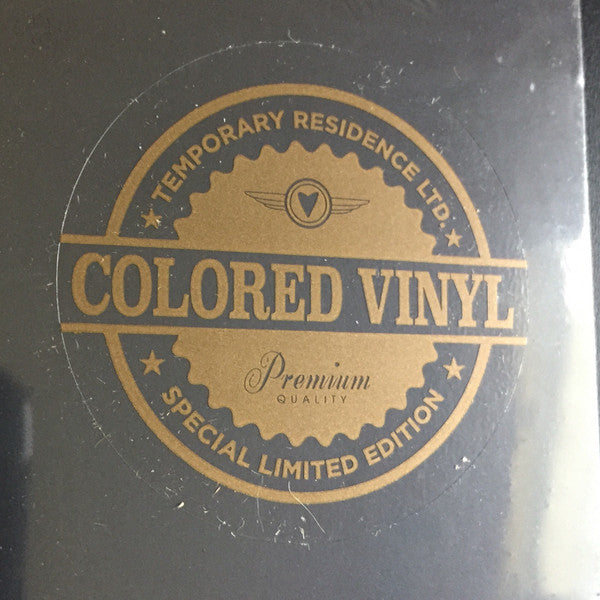 TEMPORARY RESIDENCE LTD.
COLORED VINYL
Premium
QUALITY
SPECIAL LIMITED EDITION